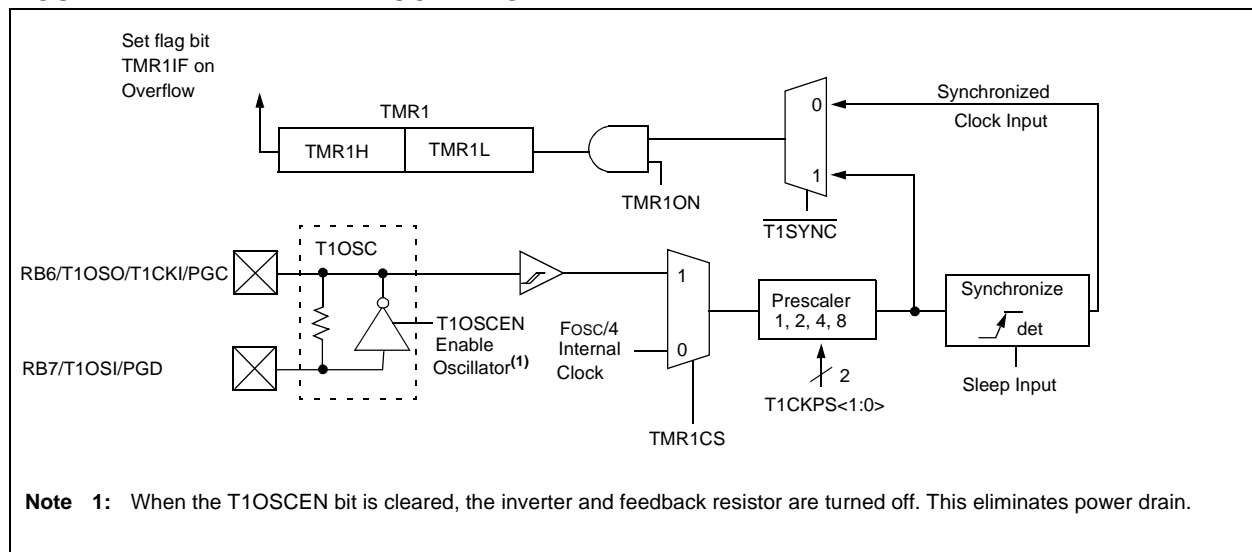 Set flag bit
TMR1IF on
Overflow
TMR1
TMR1H
TMR1L
TMR1ON
0
1
T1SYNC
Synchronized
Clock Input
RB6/T1OSO/T1CKI/PGC
RB7/T1OSI/PGD
T1OSC
T1OSCEN
Enable
Oscillator(1)
FOSC/4
Internal
Clock
1
0
TMR1CS
Prescaler
1, 2, 4, 8
2
T1CKPS<1:0>
Synchronize
det
Sleep Input
Note 1: When the T1OSCEN bit is cleared, the inverter and feedback resistor are turned off. This eliminates power drain.